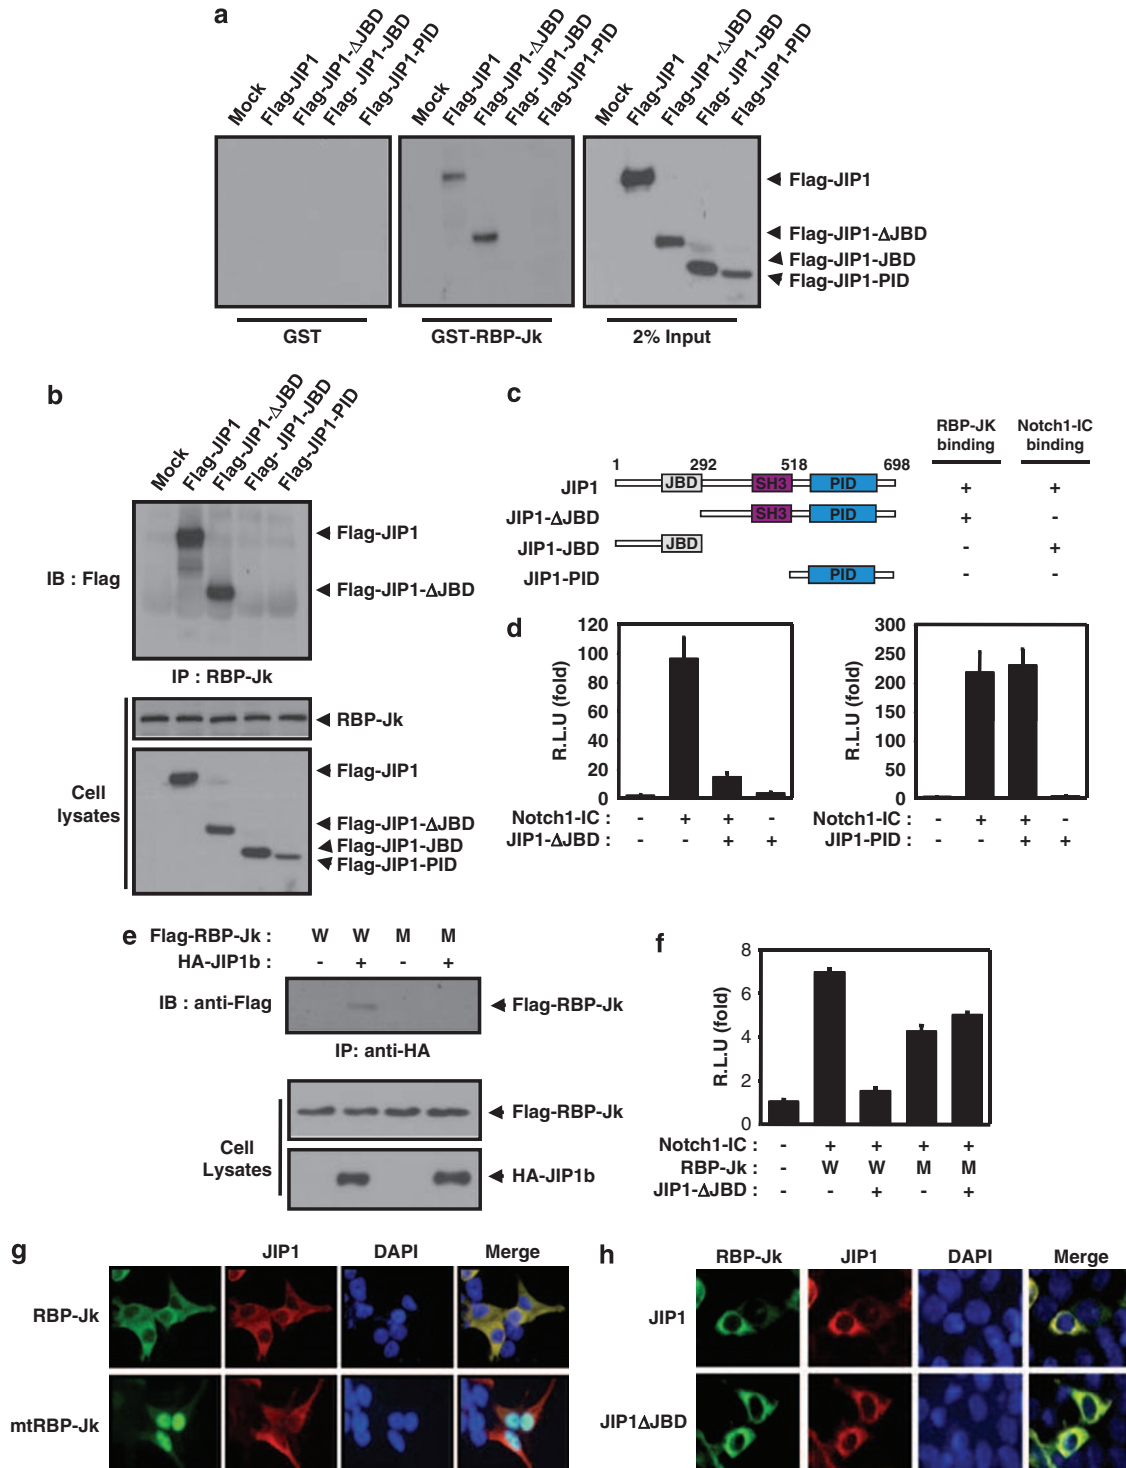 a
Mock
Flag-JIP1
Flag-JIP1-ΔJBD
Flag- JIP1-JBD
Flag-JIP1-PID
Mock
Flag-JIP1
Flag-JIP1-ΔJBD
Flag- JIP1-JBD
Flag-JIP1-PID
Mock
Flag-JIP1
Flag-JIP1-ΔJBD
Flag- JIP1-JBD
Flag-JIP1-PID
Flag-JIP1
Flag-JIP1-ΔJBD
Flag-JIP1-JBD
Flag-JIP1-PID
GST
GST-RBP-Jk
2% Input
b
Mock
Flag-JIP1
Flag-JIP1-ΔJBD
Flag- JIP1-JBD
Flag-JIP1-PID
IB : Flag
Flag-JIP1
Flag-JIP1-ΔJBD
IP : RBP-Jk
RBP-Jk
Flag-JIP1
Cell
lysates
Flag-JIP1-ΔJBD
Flag-JIP1-JBD
Flag-JIP1-PID
c
RBP-JK
binding
Notch1-IC
binding
1 292 518 698
JIP1 JBD SH3 PID + +
JIP1-ΔJBD SH3 PID + -
JIP1-JBD JBD - +
JIP1-PID PID - -
d
R.L.U (fold)
120
100
80
60
40
20
0
Notch1-IC : - + + -
JIP1-ΔJBD : - - + +
R.L.U (fold)
300
250
200
150
100
50
0
Notch1-IC : - + + -
JIP1-PID : - - + +
e
Flag-RBP-Jk : W W M M
HA-JIP1b : - + - +
IB : anti-Flag
Flag-RBP-Jk
IP: anti-HA
Flag-RBP-Jk
Cell
Lysates
HA-JIP1b
f
R.L.U (fold)
8
6
4
2
0
Notch1-IC : - + + + +
RBP-Jk : - W W M M
JIP1-ΔJBD : - - + - +
g
JIP1 DAPI Merge
RBP-Jk
mtRBP-Jk
h
RBP-Jk JIP1 DAPI Merge
JIP1
JIP1ΔJBD